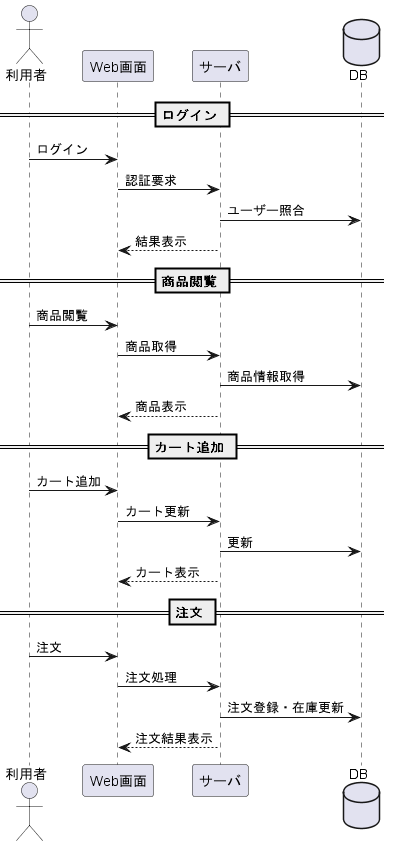 利用者
Web画面
サーバ
DB
ログイン
ログイン
認証要求
ユーザー照合
結果表示
商品閲覧
商品閲覧
商品取得
商品情報取得
商品表示
カート追加
カート追加
カート更新
更新
カート表示
注文
注文
注文処理
注文登録・在庫更新
注文結果表示
利用者
Web画面
サーバ
DB